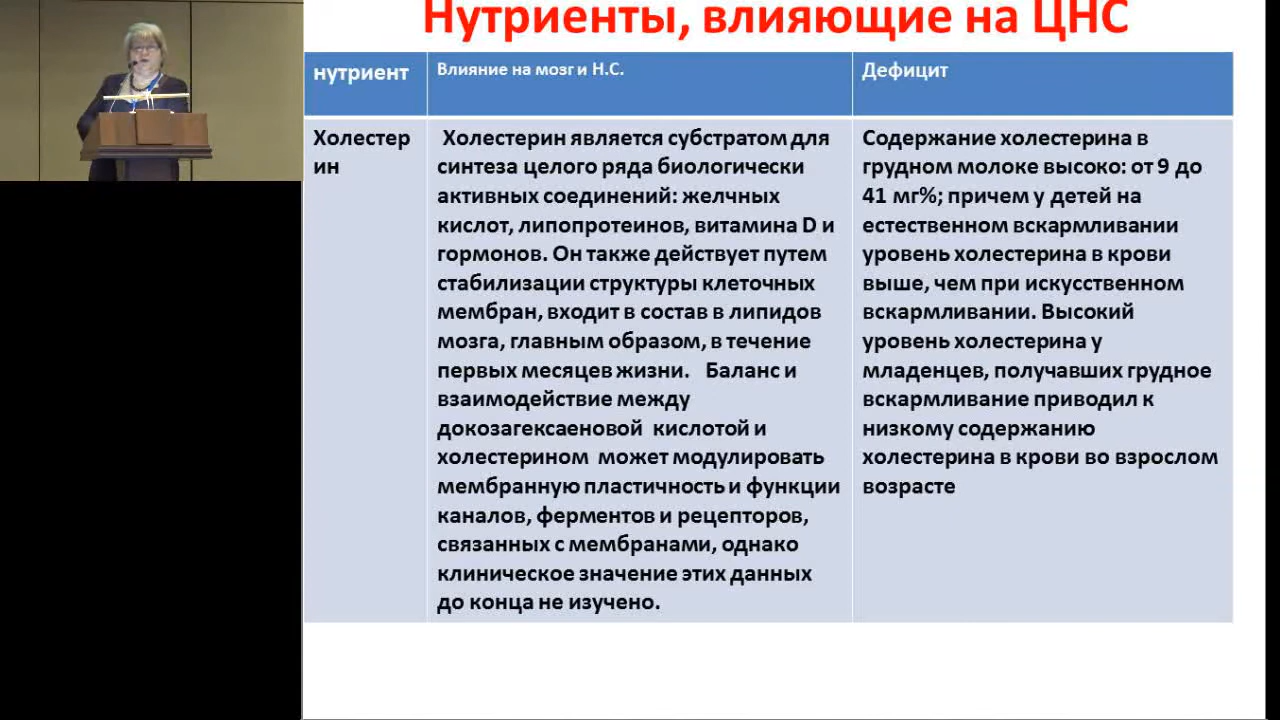 Нутриенты, влияющие на ЦНС
нутриент
Влияние на мозг и Н.С.
Дефицит
Холестер
ин
Холестерин является субстратом для
синтеза целого ряда биологически
активных соединений: желчных
кислот, липопротеинов, витамина D и
гормонов. Он также действует путем
стабилизации структуры клеточных
мембран, входит в состав в липидов
мозга, главным образом, в течение
первых месяцев жизни. Баланс и
взаимодействие между
докозагексаеновой кислотой и
холестерином может модулировать
мембранную пластичность и функции
каналов, ферментов и рецепторов,
связанных с мембранами, однако
клиническое значение этих данных
до конца не изучено.
Содержание холестерина в
грудном молоке высоко: от 9 до
41 мг%; причем у детей на
естественном вскармливании
уровень холестерина в крови
выше, чем при искусственном
вскармливании. Высокий
уровень холестерина у
младенцев, получавших грудное
вскармливание приводил к
низкому содержанию
холестерина в крови во взрослом
возрасте